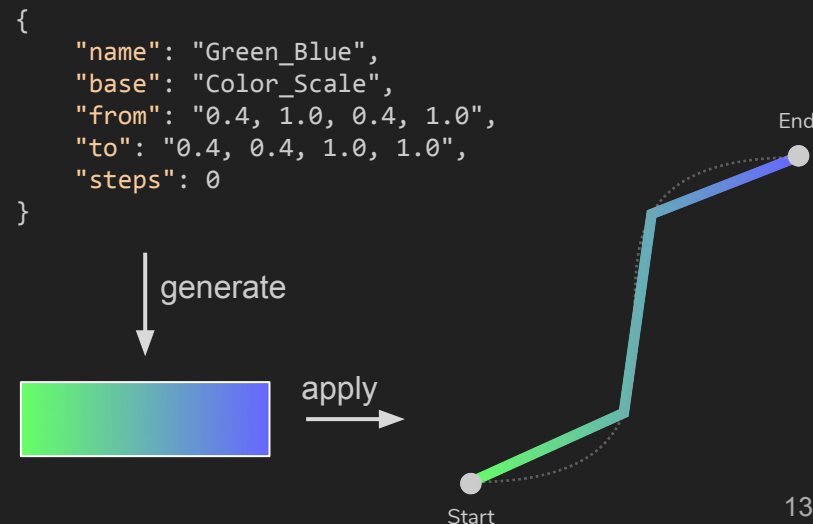 {
    "name": "Green_Blue",
    "base": "Color_Scale",
    "from": "0.4, 1.0, 0.4, 1.0",
    "to": "0.4, 0.4, 1.0, 1.0",
    "steps": 0
}
End
generate
apply
Start
13